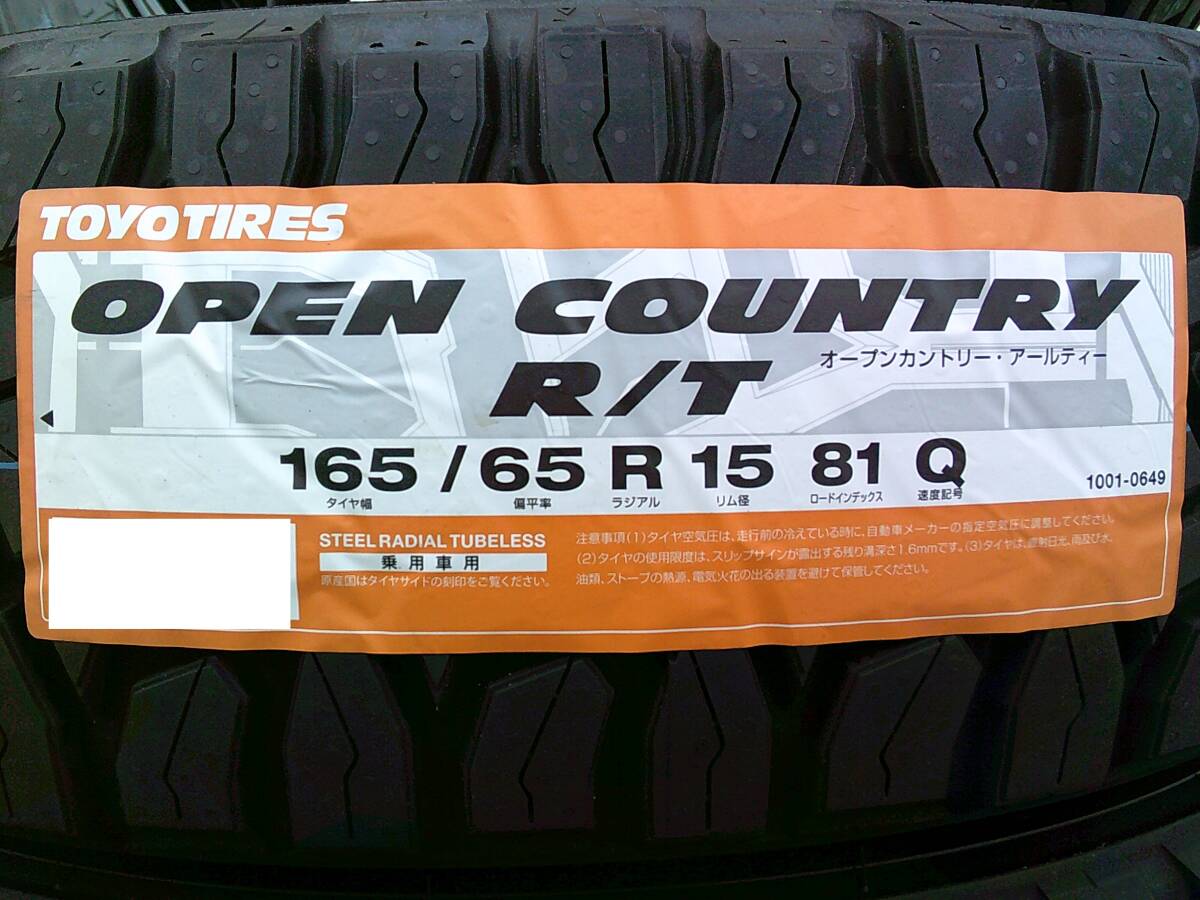 TOYO TIRES
OPEN COUNTRY
R/T オープンカントリー・アールティー
165 / 65 R 15 81 Q
タイヤ幅 偏平率 ラジアル リム径 ロードインデックス 速度記号
1001-0649
STEEL RADIAL TUBELESS
乗用車用
原産国はタイヤサイドの刻印をご覧ください。
注意事項(1)タイヤ空気圧は、走行前の冷えている時に、自動車メーカーの指定空気圧に調整してください。
(2)タイヤの使用限度は、スリップサインが露出する残り溝深さ1.6mmです。(3)タイヤは、直射日光、雨及び水、
油類、ストーブの熱源、電気火花の出る装置を避けて保管してください。